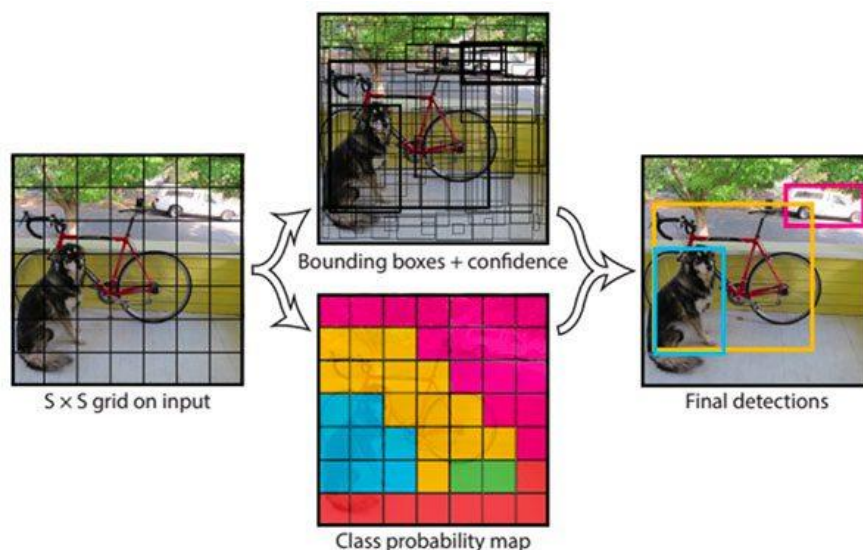 Bounding boxes + confidence
S × S grid on input
Final detections
Class probability map